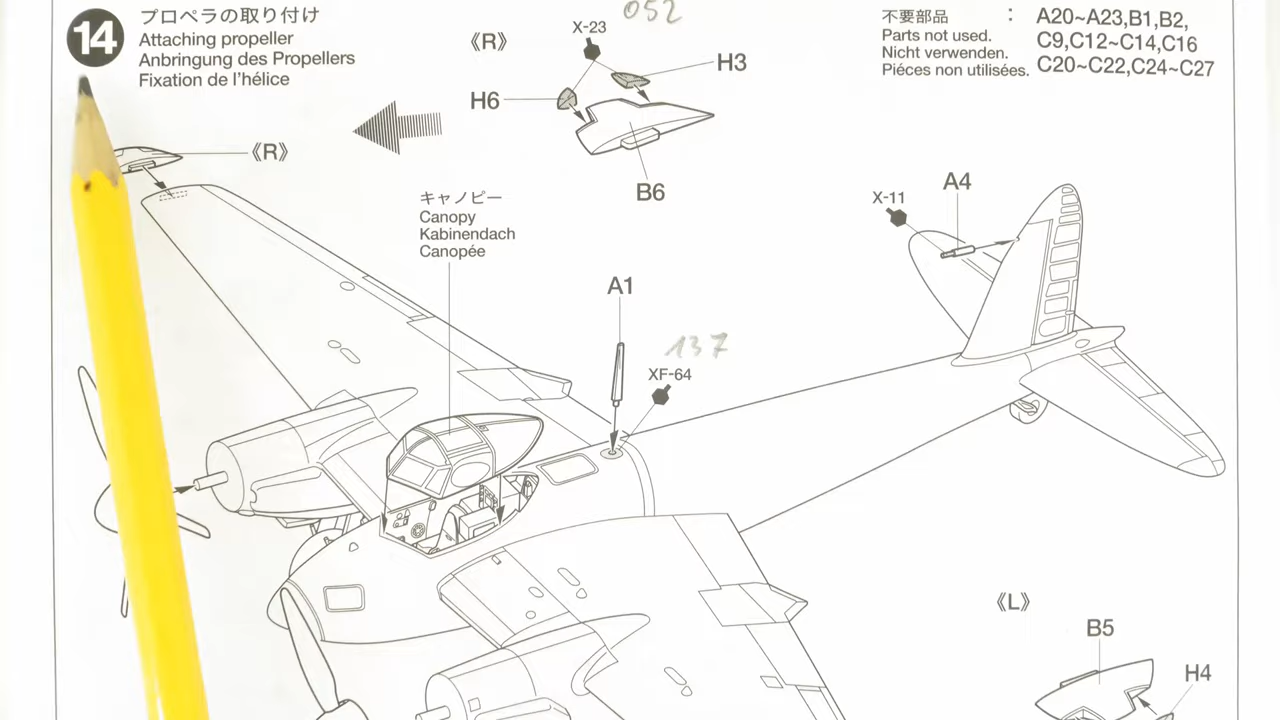 14
プロペラの取り付け
Attaching propeller
Anbringung des Propellers
Fixation de l'hélice
《R》
X-23
052
H3
H6
B6
不要部品 :
Parts not used.
Nicht verwenden.
Piéces non utilisées.
A20~A23,B1,B2,
C9,C12~C14,C16
C20~C22,C24~C27
《R》
キャノピー
Canopy
Kabinendach
Canopée
A1
137
XF-64
X-11
A4
《L》
B5
H4